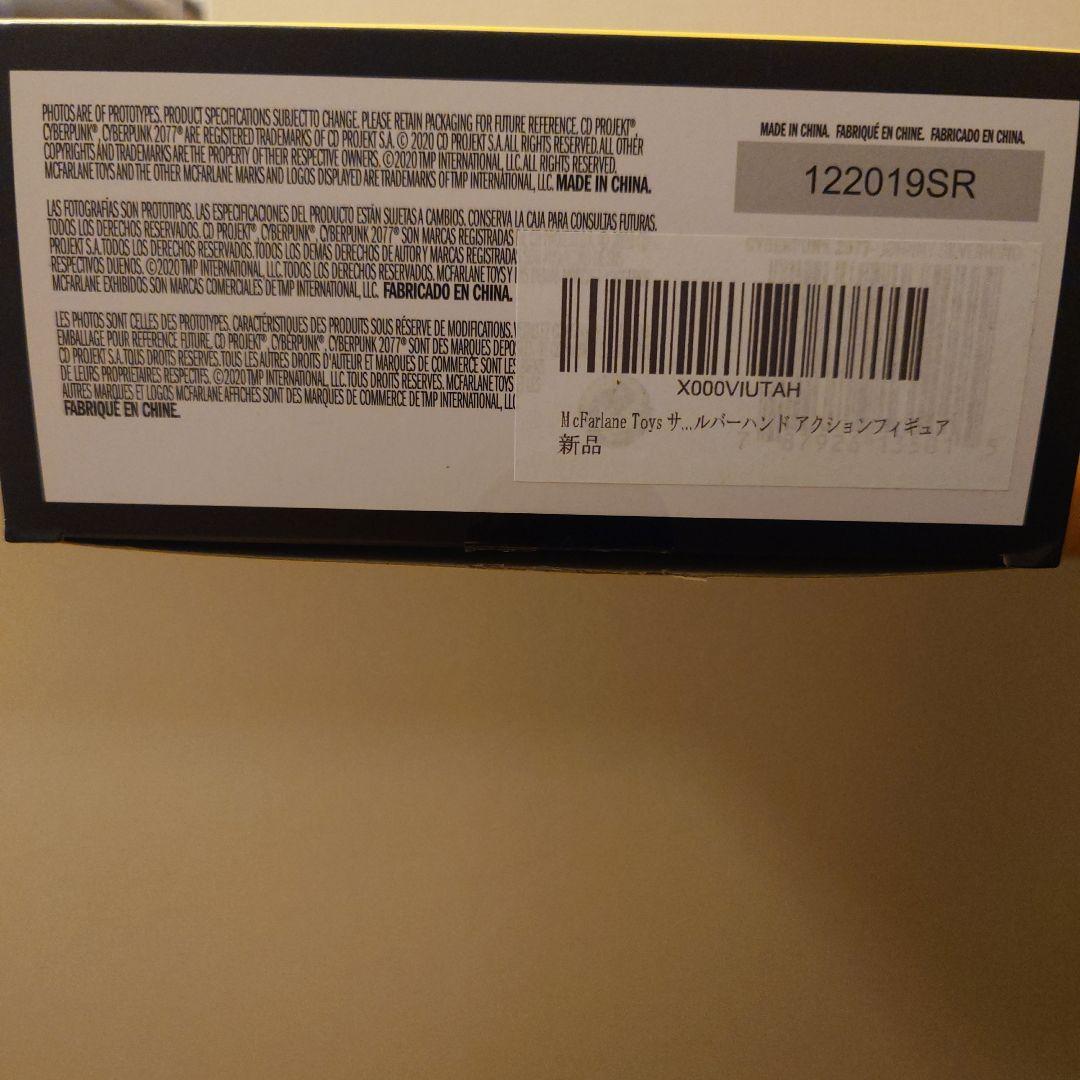 PHOTOS ARE OF PROTOTYPES. PRODUCT SPECIFICATIONS SUBJECT TO CHANGE. PLEASE RETAIN PACKAGING FOR FUTURE REFERENCE. CD PROJEKT®
CYBERPUNK®, CYBERPUNK 2077® ARE REGISTERED TRADEMARKS OF CD PROJEKT S.A. © 2020 CD PROJEKT S.A. ALL RIGHTS RESERVED. ALL OTHER
COPYRIGHTS AND TRADEMARKS ARE THE PROPERTY OF THEIR RESPECTIVE OWNERS. ©2020 TMP INTERNATIONAL, LLC. ALL RIGHTS RESERVED.
MCFARLANE TOYS AND THE OTHER MCFARLANE MARKS AND LOGOS DISPLAYED ARE TRADEMARKS OF TMP INTERNATIONAL, LLC. MADE IN CHINA.
LAS FOTOGRAFÍAS SON PROTOTIPOS. LAS ESPECIFICACIONES DEL PRODUCTO ESTÁN SUJETAS A CAMBIOS. CONSERVA LA CAJA PARA CONSULTAS FUTURAS.
TODOS LOS DERECHOS RESERVADOS. CD PROJEKT®, CYBERPUNK®, CYBERPUNK 2077® SON MARCAS REGISTRADAS
PROJEKT S.A. TODOS LOS DERECHOS RESERVADOS. TODOS LOS DEMÁS DERECHOS DE AUTOR Y MARCAS REGISTRADA
RESPECTIVOS DUENOS. ©2020 TMP INTERNATIONAL, LLC. TODOS LOS DERECHOS RESERVADOS. MCFARLANE TOYS Y
MCFARLANE EXHIBIDOS SON MARCAS COMERCIALES DE TMP INTERNATIONAL, LLC. FABRICADO EN CHINA.
LES PHOTOS SONT CELLES DES PROTOTYPES. CARACTÉRISTIQUES DES PRODUITS SOUS RÉSERVE DE MODIFICATIONS.
EMBALLAGE POUR RÉFÉRENCE FUTURE. CD PROJEKT®, CYBERPUNK®, CYBERPUNK 2077® SONT DES MARQUES DEPO
CD PROJEKT S.A. TOUS DROITS RESERVES. TOUS LES AUTRES DROITS D'AUTEUR ET MARQUES DE COMMERCE SONT LES
DE LEURS PROPRIETAIRES RESPECTIFS. ©2020 TMP INTERNATIONAL, LLC. TOUS DROITS RESERVES. MCFARLANE TOYS
AUTRES MARQUES ET LOGOS MCFARLANE AFFICHES SONT DES MARQUES DE COMMERCE DE TMP INTERNATIONAL, LLC
FABRIQUÉ EN CHINE.
MADE IN CHINA. FABRIQUÉ EN CHINE. FABRICADO EN CHINA.
122019SR
X000VIUTAH
McFarlane Toys サ...ルバーハンド アクションフィギュア
新品